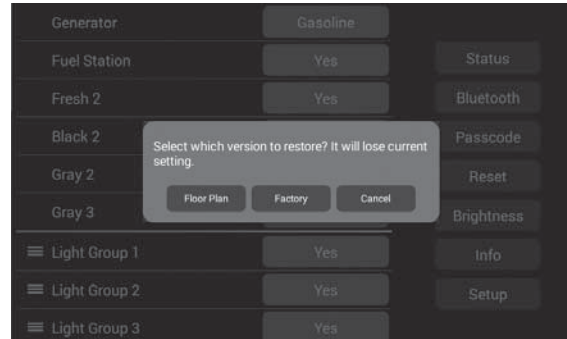 Generator Gasoline
Fuel Station Yes Status
Fresh 2 Yes Bluetooth
Black 2 Passcode
Select which version to restore? It will lose current
setting.
Gray 2 Reset
Floor Plan Factory Cancel
Gray 3 Brightness
Light Group 1 Yes Info
Light Group 2 Yes Setup
Light Group 3 Yes